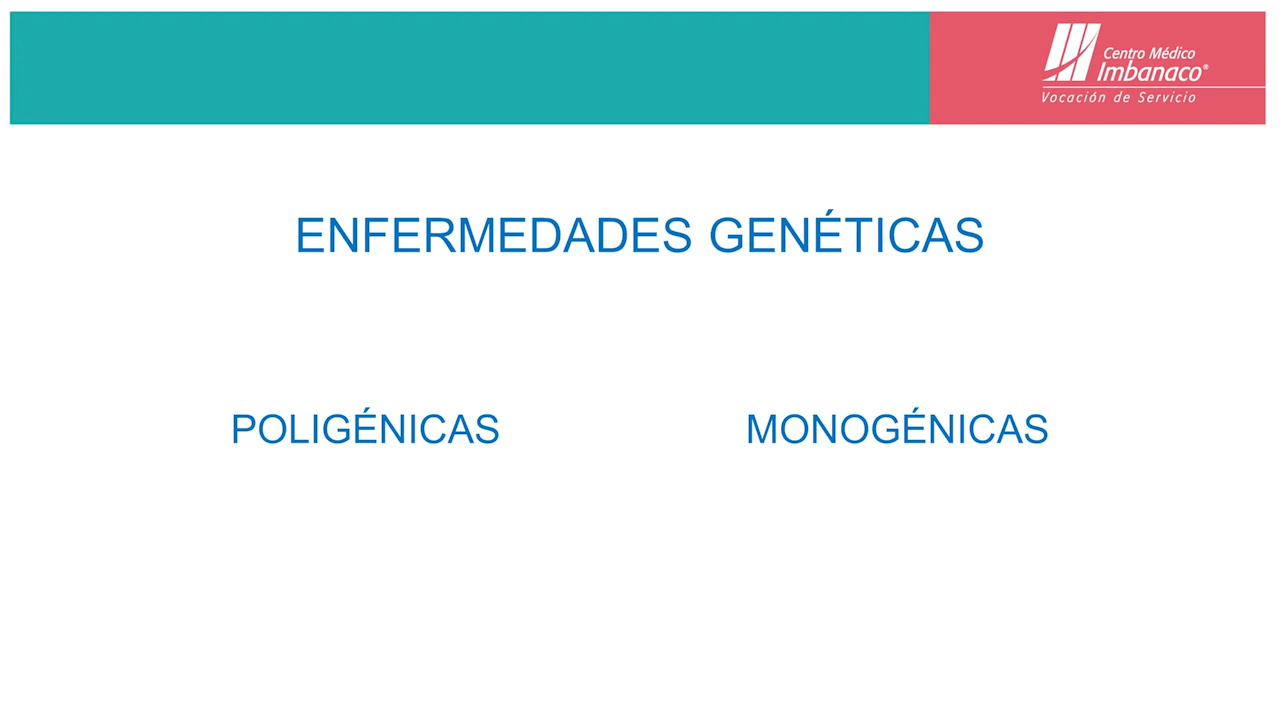 Centro Médico
Imbanaco®
Vocación de Servicio
ENFERMEDADES GENÉTICAS
POLIGÉNICAS
MONOGÉNICAS